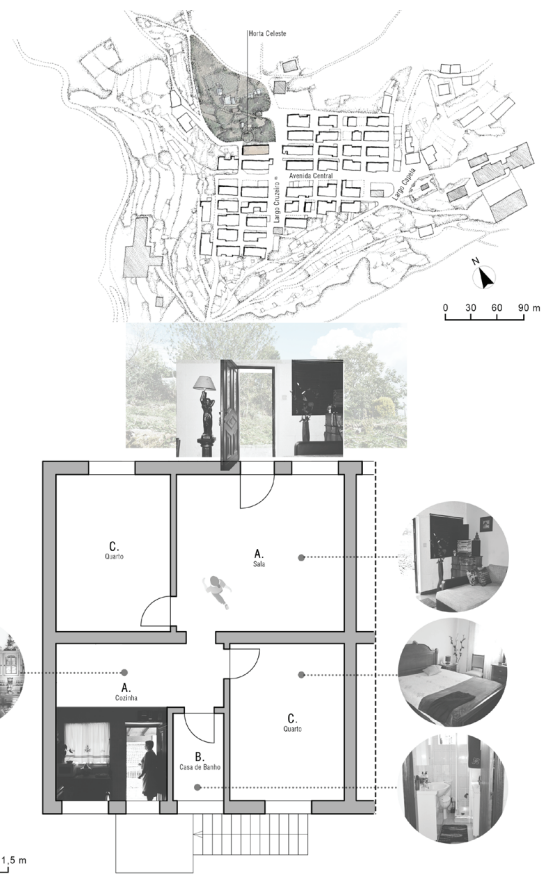 Horta Celeste
Avenida Central
Largo Cruzeiro
Largo Capela
N
0 30 60 90 m
C.
Quarto
A.
Sala
A.
Cozinha
C.
Quarto
B.
Casa de Banho
1,5 m